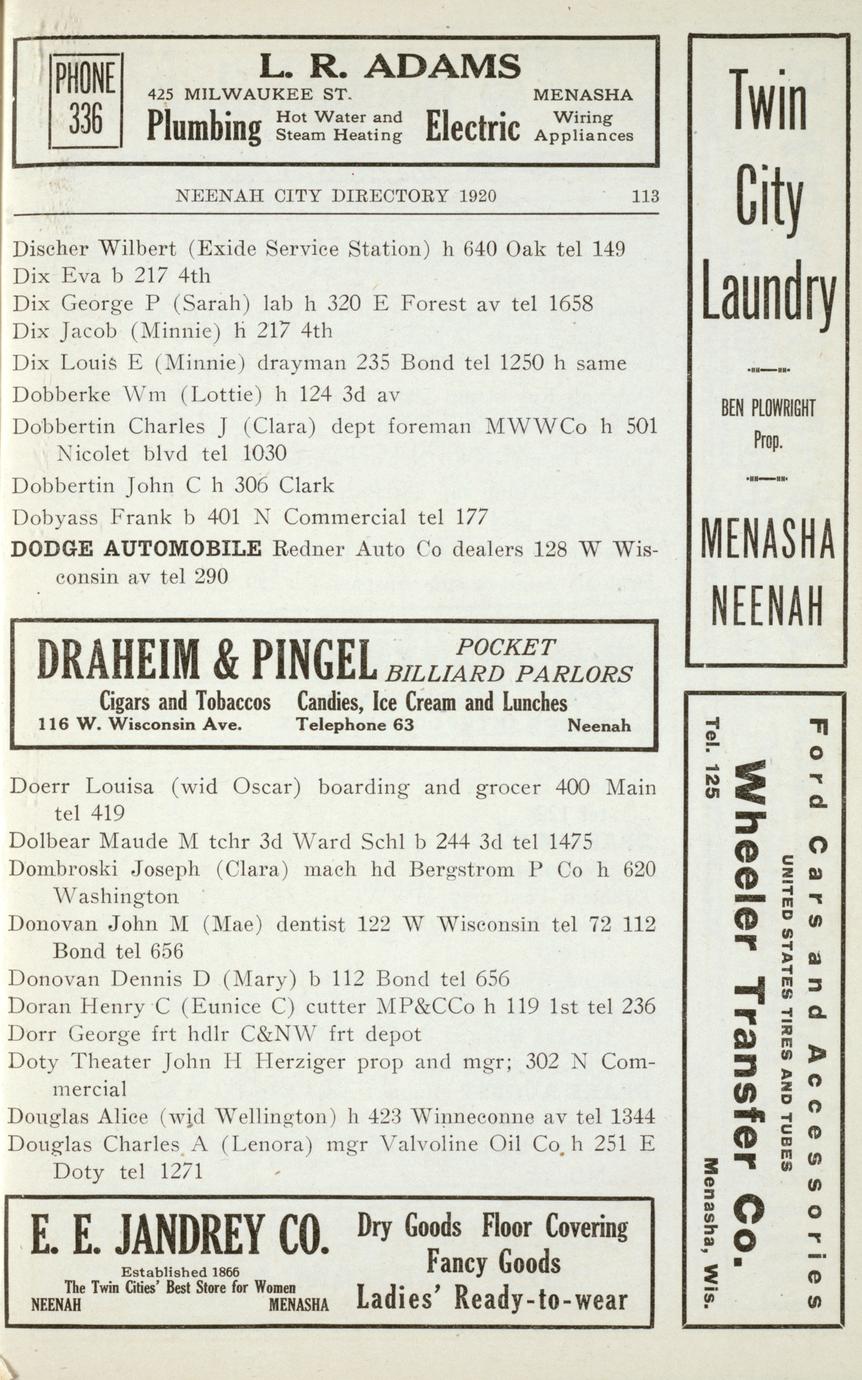 PHONE
336
L. R. ADAMS
425 MILWAUKEE ST. MENASHA
Plumbing Hot Water and Steam Heating Electric Wiring Appliances
NEENAH CITY DIRECTORY 1920 113
Discher Wilbert (Exide Service Station) h 640 Oak tel 149
Dix Eva b 217 4th
Dix George P (Sarah) lab h 320 E Forest av tel 1658
Dix Jacob (Minnie) h 217 4th
Dix Louis E (Minnie) drayman 235 Bond tel 1250 h same
Dobberke Wm (Lottie) h 124 3d av
Dobbertin Charles J (Clara) dept foreman MWWCo h 501
Nicolet blvd tel 1030
Dobbertin John C h 306 Clark
Dobyass Frank b 401 N Commercial tel 177
DODGE AUTOMOBILE Redner Auto Co dealers 128 W Wis-
consin av tel 290
DRAHEIM & PINGEL POCKET BILLIARD PARLORS
Cigars and Tobaccos Candies, Ice Cream and Lunches
116 W. Wisconsin Ave. Telephone 63 Neenah
Doerr Louisa (wid Oscar) boarding and grocer 400 Main
tel 419
Dolbear Maude M tchr 3d Ward Schl b 244 3d tel 1475
Dombroski Joseph (Clara) mach hd Bergstrom P Co h 620
Washington
Donovan John M (Mae) dentist 122 W Wisconsin tel 72 112
Bond tel 656
Donovan Dennis D (Mary) b 112 Bond tel 656
Doran Henry C (Eunice C) cutter MP&CCo h 119 1st tel 236
Dorr George frt hdlr C&NW frt depot
Doty Theater John H Herziger prop and mgr; 302 N Com-
mercial
Douglas Alice (wid Wellington) h 423 Winneconne av tel 1344
Douglas Charles A (Lenora) mgr Valvoline Oil Co h 251 E
Doty tel 1271
E. E. JANDREY CO.
Established 1866
The Twin Cities' Best Store for Women
NEENAH MENASHA
Dry Goods Floor Covering
Fancy Goods
Ladies' Ready-to-wear
Twin
City
Laundry
BEN PLOWRIGHT
Prop.
MENASHA
NEENAH
Ford Cars and Accessories
UNITED STATES TIRES AND TUBES
Wheeler Transfer Co.
Tel. 125 Menasha, Wis.